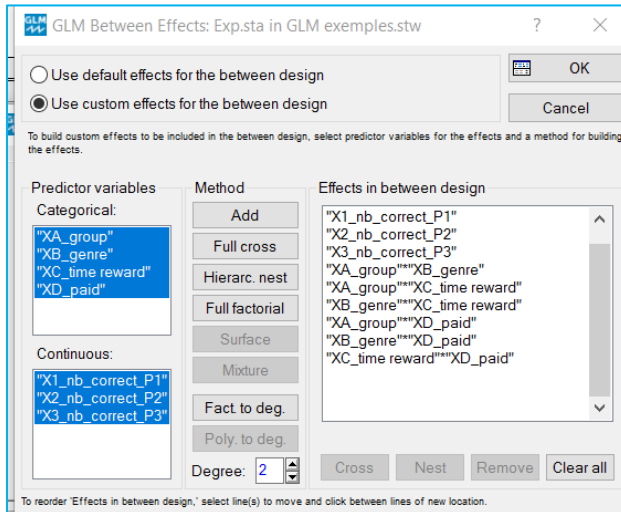 GLM GLM Between Effects: Exp.sta in GLM exemples.stw ? ×
Use default effects for the between design
Use custom effects for the between design
OK
Cancel
To build custom effects to be included in the between design, select predictor variables for the effects and a method for building
the effects.
Predictor variables
Categorical:
"XA_group"
"XB_genre"
"XC_time reward"
"XD_paid"
Continuous:
"X1_nb_correct_P1"
"X2_nb_correct_P2"
"X3_nb_correct_P3"
Method
Add
Full cross
Hierarc. nest
Full factorial
Surface
Mixture
Fact. to deg.
Poly. to deg.
Degree: 2
Effects in between design
"X1_nb_correct_P1"
"X2_nb_correct_P2"
"X3_nb_correct_P3"
"XA_group"*"XB_genre"
"XA_group"*"XC_time reward"
"XB_genre"*"XC_time reward"
"XA_group"*"XD_paid"
"XB_genre"*"XD_paid"
"XC_time reward"*"XD_paid"
Cross
Nest
Remove
Clear all
To reorder 'Effects in between design,' select line(s) to move and click between lines of new location.